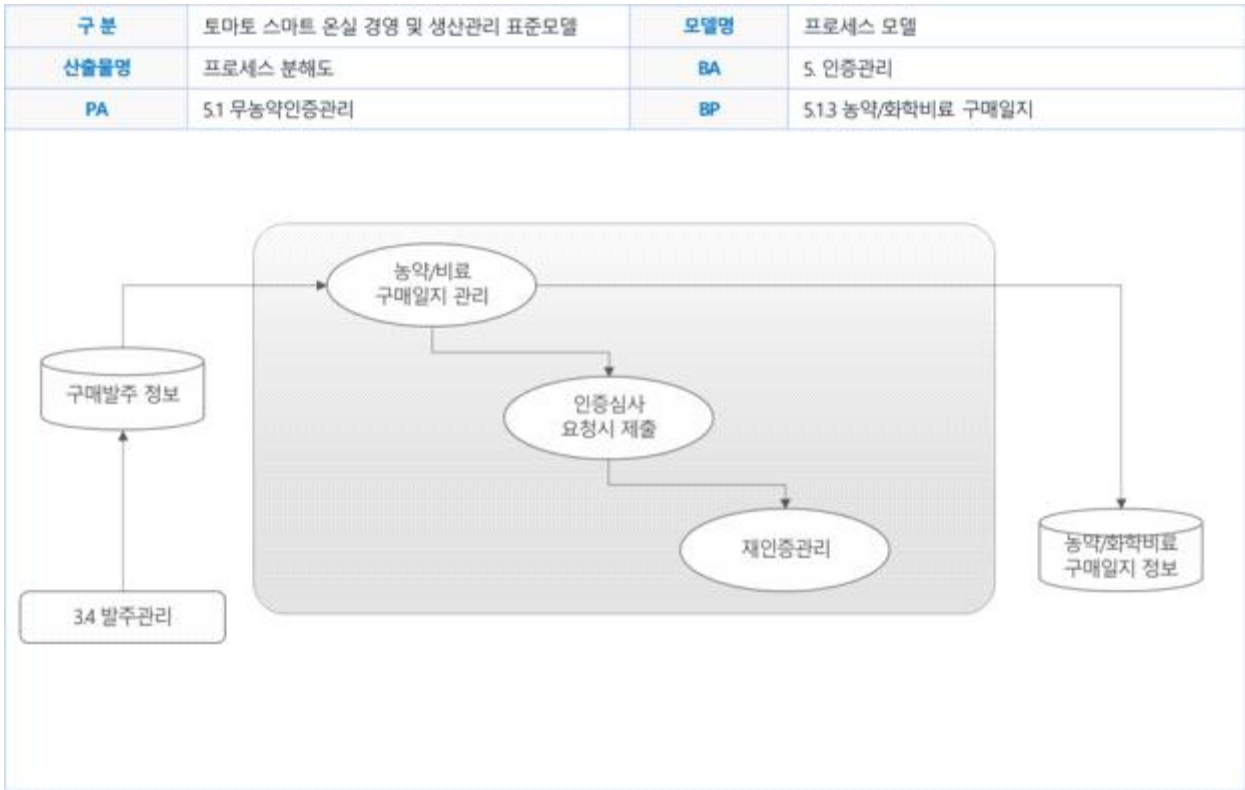 구 분 토마토 스마트 온실 경영 및 생산관리 표준모델 모델명 프로세스 모델
산출물명 프로세스 분해도 BA 5. 인증관리
PA 5.1 무농약인증관리 BP 5.1.3 농약/화학비료 구매일지
농약/비료
구매일지 관리
구매발주 정보
인증심사
요청시 제출
재인증관리
농약/화학비료
구매일지 정보
3.4 발주관리